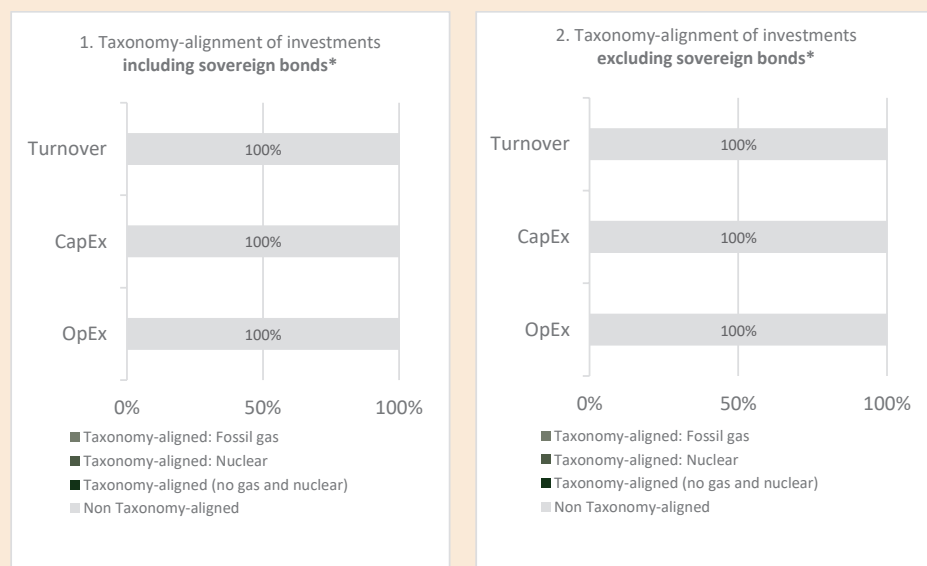 1. Taxonomy-alignment of investments
including sovereign bonds*
Turnover
100%
CapEx
100%
OpEx
100%
0% 50% 100%
Taxonomy-aligned: Fossil gas
Taxonomy-aligned: Nuclear
Taxonomy-aligned (no gas and nuclear)
Non Taxonomy-aligned
2. Taxonomy-alignment of investments
excluding sovereign bonds*
Turnover
100%
CapEx
100%
OpEx
100%
0% 50% 100%
Taxonomy-aligned: Fossil gas
Taxonomy-aligned: Nuclear
Taxonomy-aligned (no gas and nuclear)
Non Taxonomy-aligned